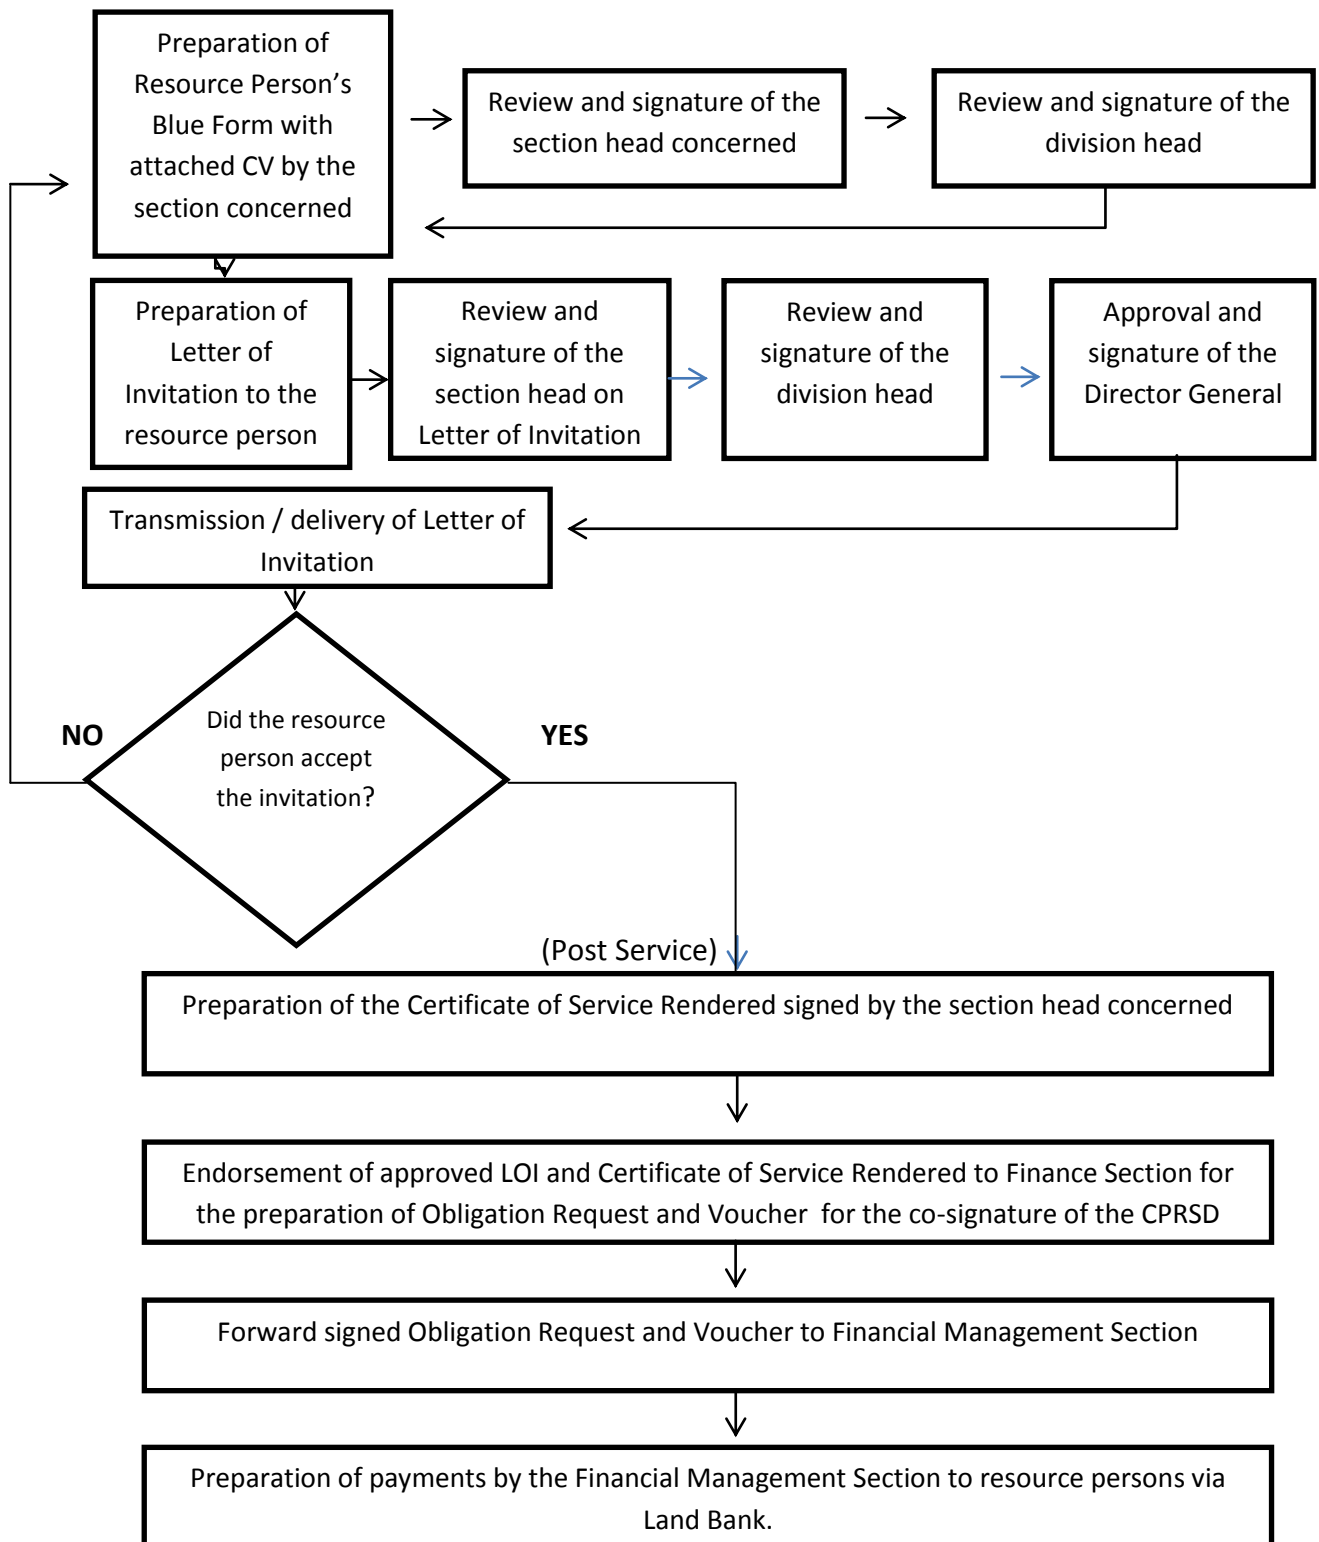 Preparation of
Resource Person’s
Blue Form with
attached CV by the
section concerned
Review and signature of the
section head concerned
Review and signature of the
division head
Preparation of
Letter of
Invitation to the
resource person
Review and
signature of the
section head on
Letter of Invitation
Review and
signature of the
division head
Approval and
signature of the
Director General
Transmission / delivery of Letter of
Invitation
Did the resource
person accept
the invitation?
NO
YES
(Post Service)
Preparation of the Certificate of Service Rendered signed by the section head concerned
Endorsement of approved LOI and Certificate of Service Rendered to Finance Section for
the preparation of Obligation Request and Voucher for the co-signature of the CPRSD
Forward signed Obligation Request and Voucher to Financial Management Section
Preparation of payments by the Financial Management Section to resource persons via
Land Bank.